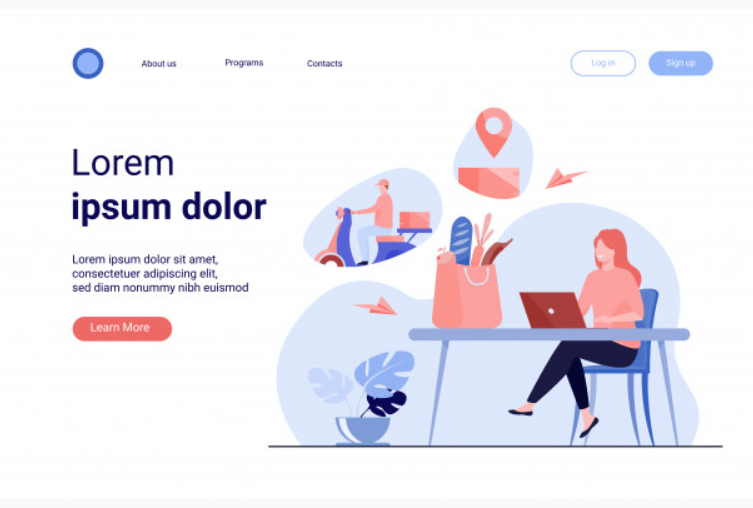 About us
Programs
Contacts
Log in
Sign up
Lorem
ipsum dolor
Lorem ipsum dolor sit amet,
consectetuer adipiscing elit,
sed diam nonummy nibh euismod
Learn More